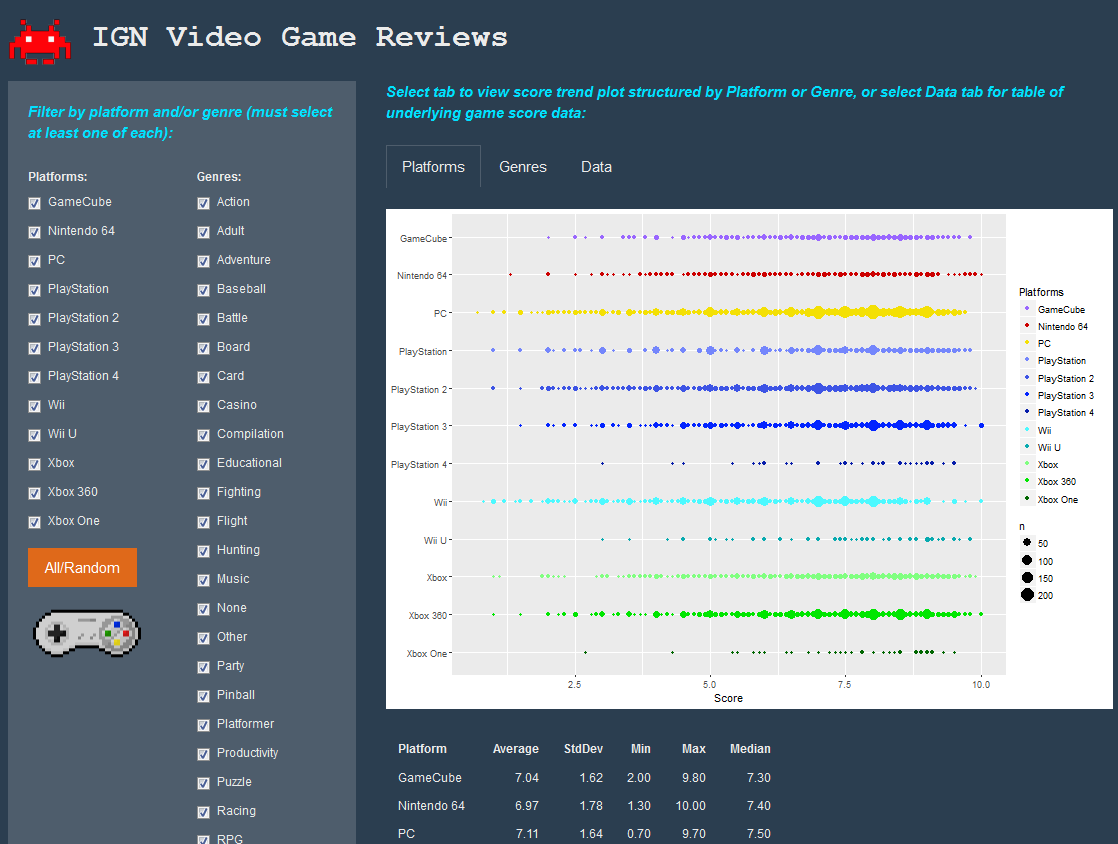 IGN Video Game Reviews
Filter by platform and/or genre (must select
at least one of each):
Platforms:
GameCube
Nintendo 64
PC
PlayStation
PlayStation 2
PlayStation 3
PlayStation 4
Wii
Wii U
Xbox
Xbox 360
Xbox One
All/Random
Genres:
Action
Adult
Adventure
Baseball
Battle
Board
Card
Casino
Compilation
Educational
Fighting
Flight
Hunting
Music
None
Other
Party
Pinball
Platformer
Productivity
Puzzle
Racing
RPG
Select tab to view score trend plot structured by Platform or Genre, or select Data tab for table of
underlying game score data:
Platforms Genres Data
GameCube
Nintendo 64
PC
PlayStation
PlayStation 2
PlayStation 3
PlayStation 4
Wii
Wii U
Xbox
Xbox 360
Xbox One
2.5 5.0 7.5 10.0
Score
Platforms
GameCube
Nintendo 64
PC
PlayStation
PlayStation 2
PlayStation 3
PlayStation 4
Wii
Wii U
Xbox
Xbox 360
Xbox One
n
50
100
150
200
Platform Average StdDev Min Max Median
GameCube 7.04 1.62 2.00 9.80 7.30
Nintendo 64 6.97 1.78 1.30 10.00 7.40
PC 7.11 1.64 0.70 9.70 7.50